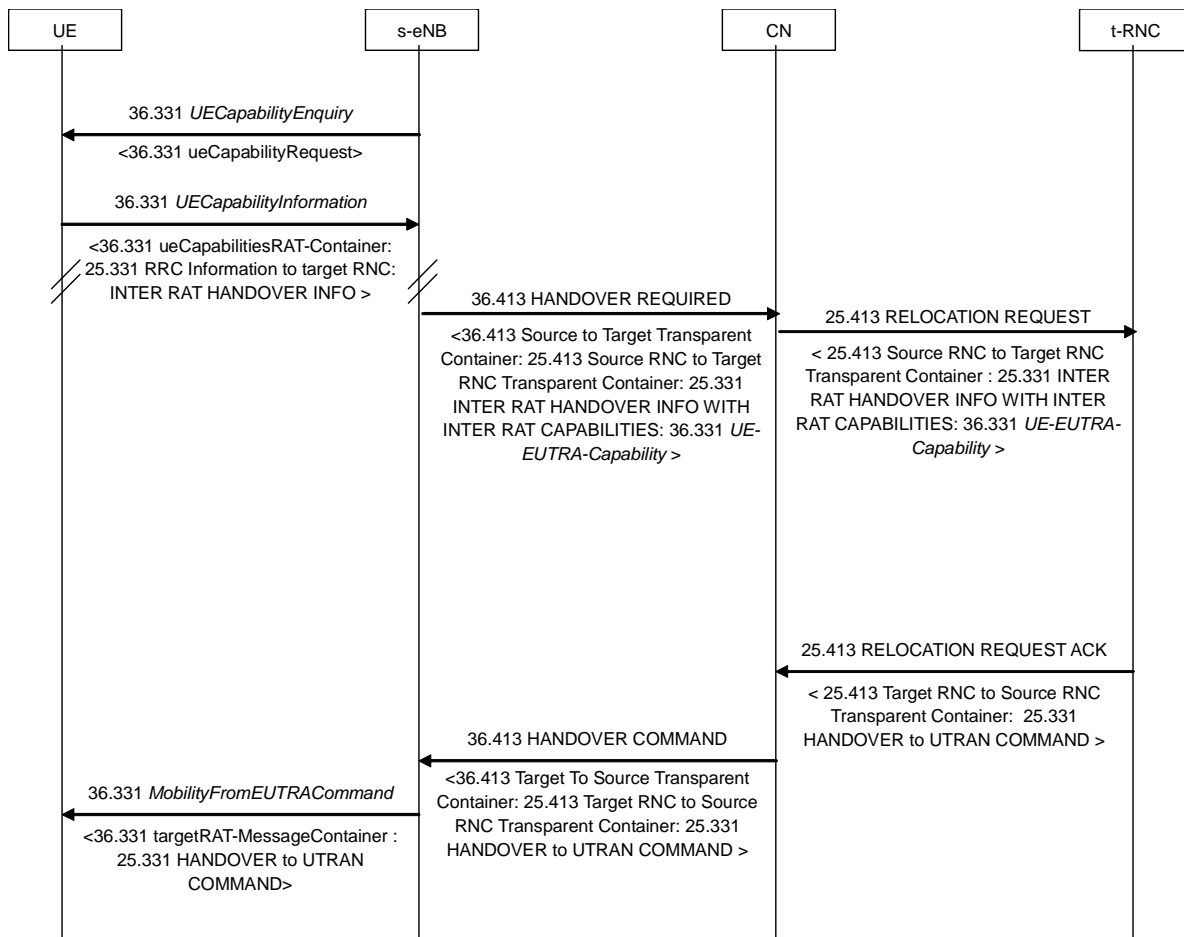 UE
s-eNB
CN
t-RNC
36.331 UECapabilityEnquiry
<36.331 ueCapabilityRequest>
36.331 UECapabilityInformation
<36.331 ueCapabilitiesRAT-Container:
25.331 RRC Information to target RNC:
INTER RAT HANDOVER INFO >
36.413 HANDOVER REQUIRED
<36.413 Source to Target Transparent
Container: 25.413 Source RNC to Target
RNC Transparent Container: 25.331
INTER RAT HANDOVER INFO WITH
INTER RAT CAPABILITIES: 36.331 UE-
EUTRA-Capability >
25.413 RELOCATION REQUEST
< 25.413 Source RNC to Target RNC
Transparent Container : 25.331 INTER
RAT HANDOVER INFO WITH INTER
RAT CAPABILITIES: 36.331 UE-EUTRA-
Capability >
25.413 RELOCATION REQUEST ACK
< 25.413 Target RNC to Source RNC
Transparent Container:  25.331
HANDOVER to UTRAN COMMAND >
36.413 HANDOVER COMMAND
<36.413 Target To Source Transparent
Container: 25.413 Target RNC to Source
RNC Transparent Container: 25.331
HANDOVER to UTRAN COMMAND >
36.331 MobilityFromEUTRACommand
<36.331 targetRAT-MessageContainer :
25.331 HANDOVER to UTRAN
COMMAND>